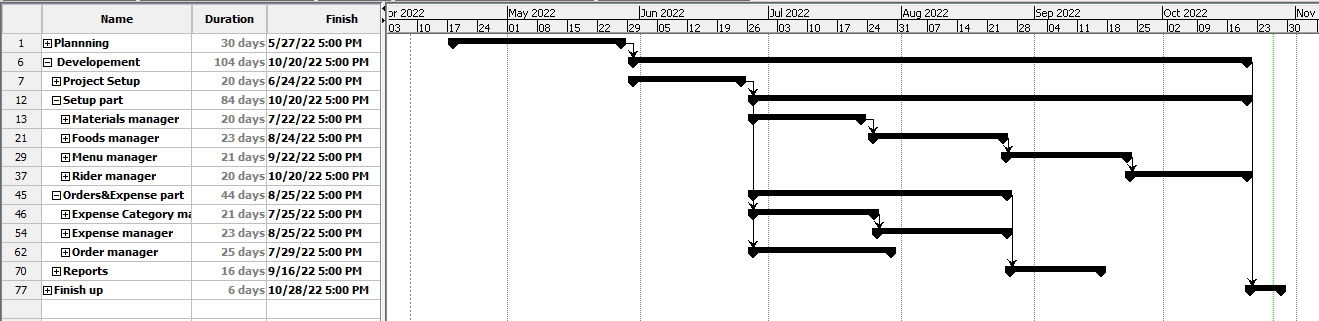 Name Duration Finish
or 2022 May 2022 Jun 2022 Jul 2022 Aug 2022 Sep 2022 Oct 2022 Nov
03 10 17 24 01 08 15 22 29 05 12 19 26 03 10 17 24 31 07 14 21 28 04 11 18 25 02 09 16 23 30
1 Plannning 30 days 5/27/22 5:00 PM
6 Developement 104 days 10/20/22 5:00 PM
7 Project Setup 20 days 6/24/22 5:00 PM
12 Setup part 84 days 10/20/22 5:00 PM
13 Materials manager 20 days 7/22/22 5:00 PM
21 Foods manager 23 days 8/24/22 5:00 PM
29 Menu manager 21 days 9/22/22 5:00 PM
37 Rider manager 20 days 10/20/22 5:00 PM
45 Orders&Expense part 44 days 8/25/22 5:00 PM
46 Expense Category ma 21 days 7/25/22 5:00 PM
54 Expense manager 23 days 8/25/22 5:00 PM
62 Order manager 25 days 7/29/22 5:00 PM
70 Reports 16 days 9/16/22 5:00 PM
77 Finish up 6 days 10/28/22 5:00 PM